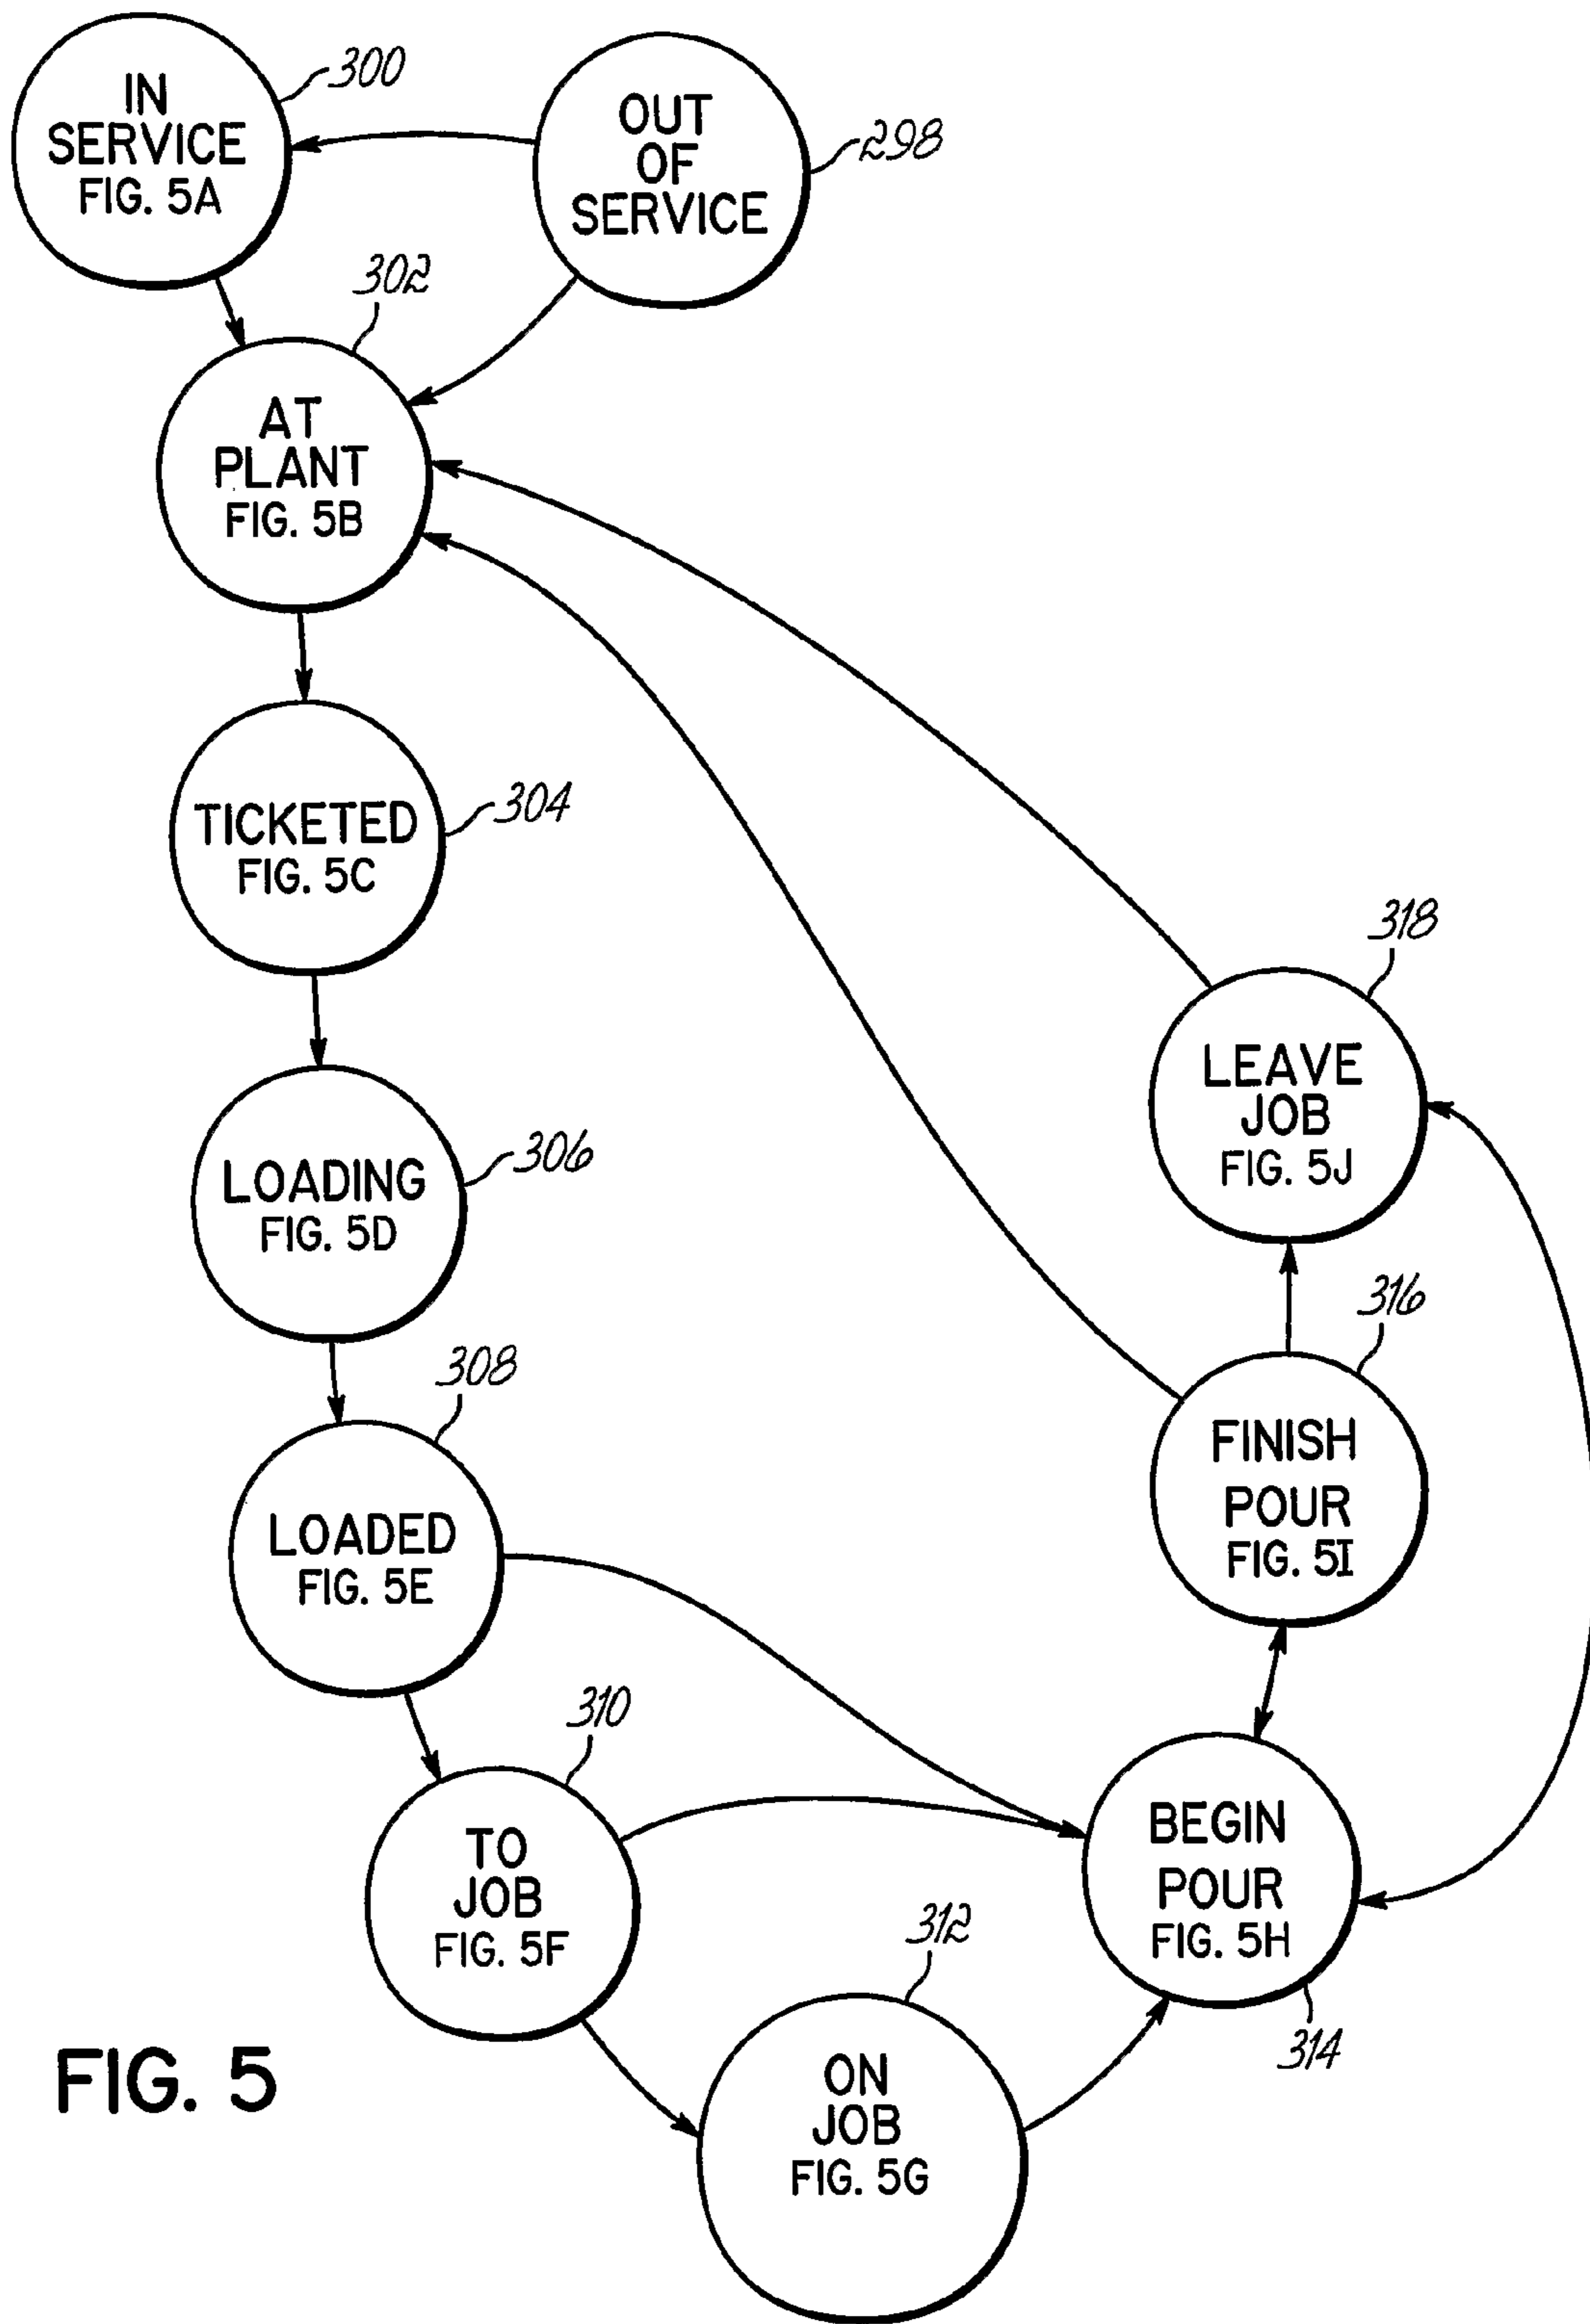 300
IN
SERVICE
FIG. 5A
OUT
OF
SERVICE
298
302
AT
PLANT
FIG. 5B
TICKETED
FIG. 5C
304
318
LEAVE
JOB
FIG. 5J
LOADING
FIG. 5D
306
316
308
FINISH
POUR
FIG. 5I
LOADED
FIG. 5E
310
TO
JOB
FIG. 5F
BEGIN
POUR
FIG. 5H
312
314
ON
JOB
FIG. 5G
FIG. 5